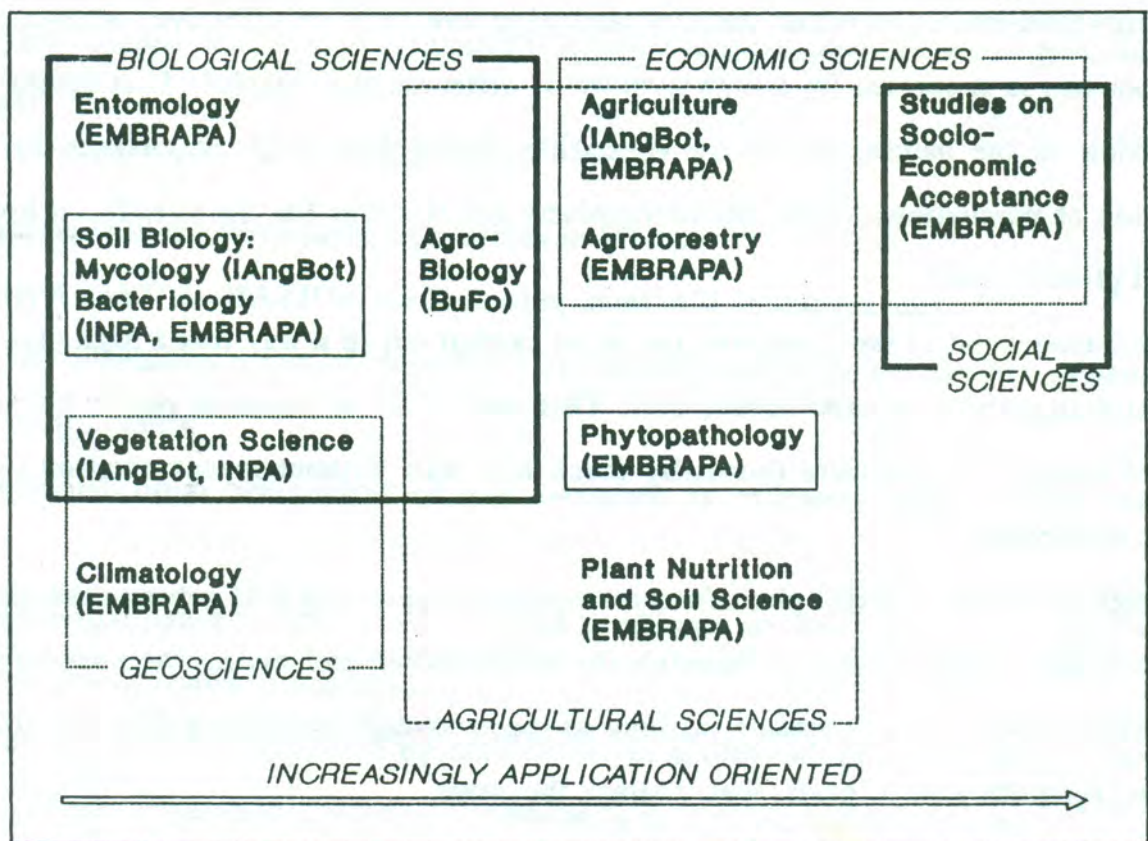 BIOLOGICAL SCIENCES
Entomology
(EMBRAPA)
Soil Biology:
Mycology (IAngBot)
Bacteriology
(INPA, EMBRAPA)
Agro-
Biology
(BuFo)
Vegetation Science
(IAngBot, INPA)
Climatology
(EMBRAPA)
GEOSCIENCES
ECONOMIC SCIENCES
Agriculture
(IAngBot,
EMBRAPA)
Agroforestry
(EMBRAPA)
Studies on
Socio-
Economic
Acceptance
(EMBRAPA)
SOCIAL
SCIENCES
Phytopathology
(EMBRAPA)
Plant Nutrition
and Soil Science
(EMBRAPA)
AGRICULTURAL SCIENCES
INCREASINGLY APPLICATION ORIENTED